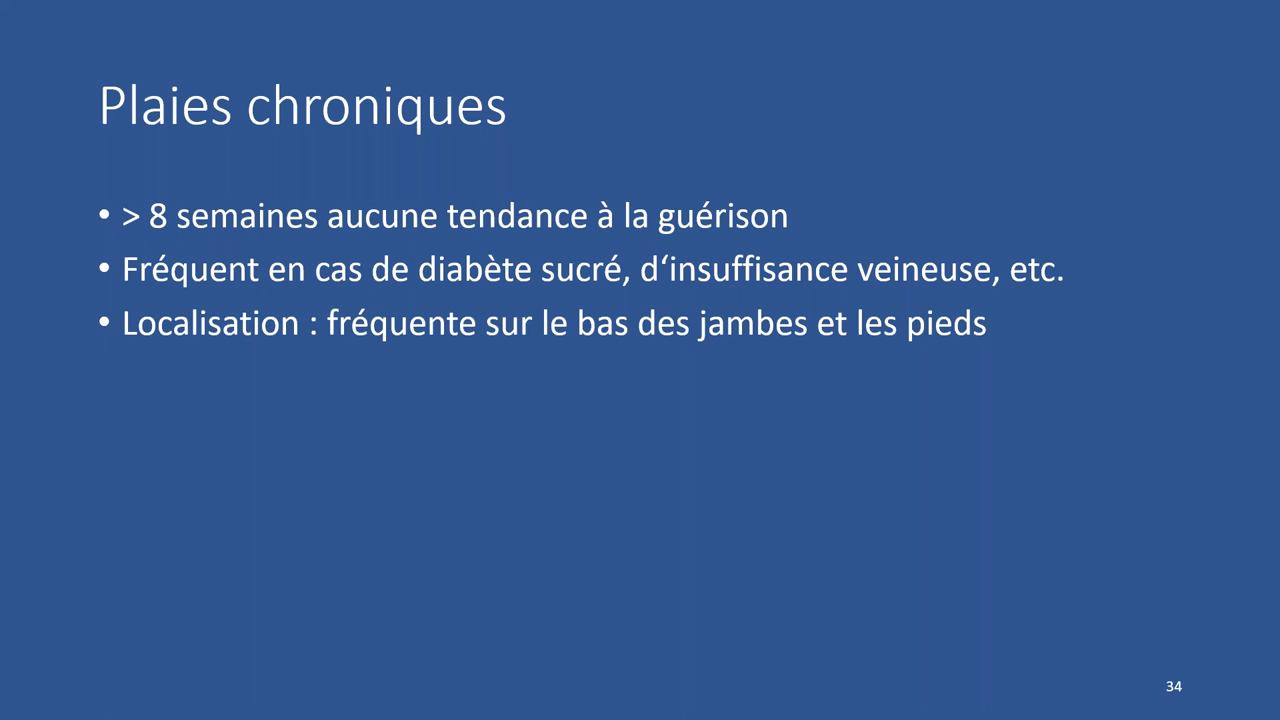 Plaies chroniques
• > 8 semaines aucune tendance à la guérison
• Fréquent en cas de diabète sucré, d‘insuffisance veineuse, etc.
• Localisation : fréquente sur le bas des jambes et les pieds
34